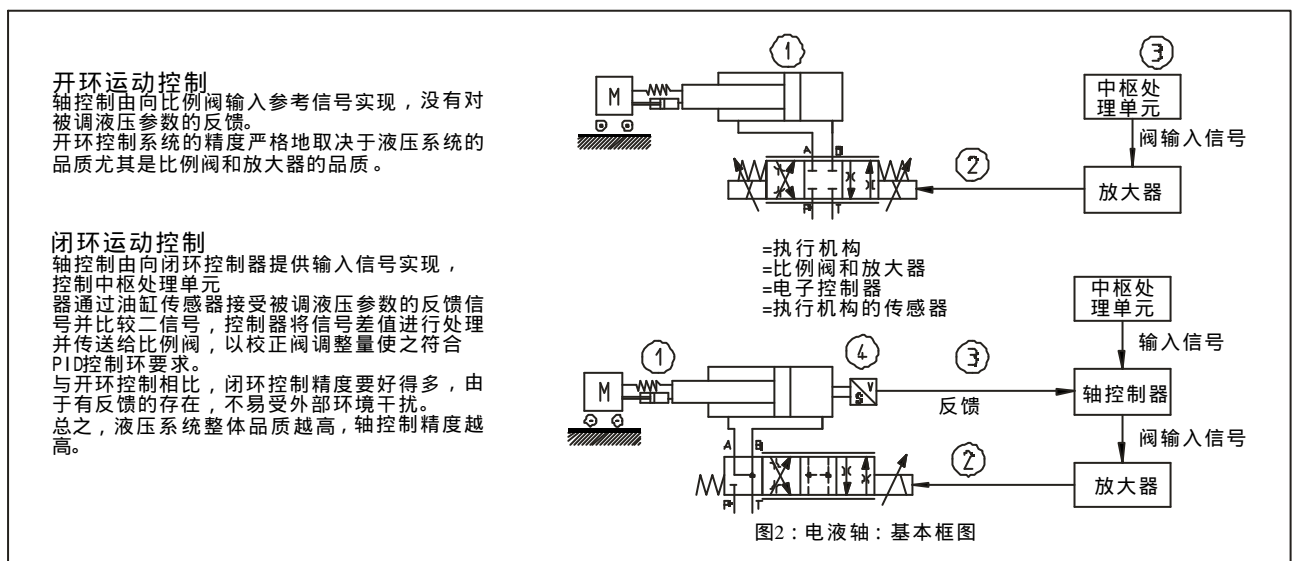 开环运动控制
轴控制由向比例阀输入参考信号实现，没有对
被调液压参数的反馈。
开环控制系统的精度严格地取决于液压系统的
品质尤其是比例阀和放大器的品质。
闭环运动控制
轴控制由向闭环控制器提供输入信号实现，
控制中枢处理单元
器通过油缸传感器接受被调液压参数的反馈信
号并比较二信号，控制器将信号差值进行处理
并传送给比例阀，以校正阀调整量使之符合
PID控制环要求。
与开环控制相比，闭环控制精度要好得多，由
于有反馈的存在，不易受外部环境干扰。
总之，液压系统整体品质越高，轴控制精度越
高。
1
3
M
中枢处
理单元
阀输入信号
A B
2
放大器
P T
=执行机构
=比例阀和放大器
=电子控制器
=执行机构的传感器
中枢处
理单元
输入信号
1
4
3
M
S V
反馈
轴控制器
阀输入信号
A B
2
放大器
P T
图2：电液轴：基本框图